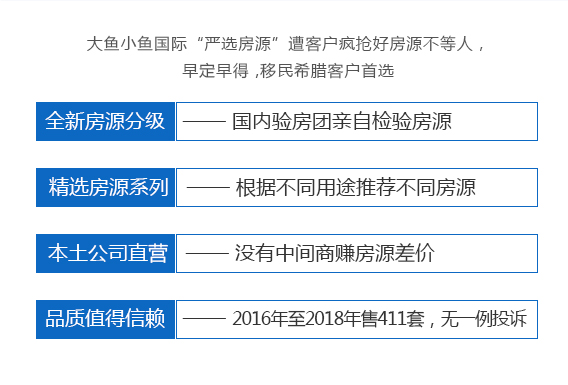 大鱼小鱼国际“严选房源”遭客户疯抢好房源不等人，
早定早得，移民希腊客户首选
全新房源分级 —— 国内验房团亲自检验房源
精选房源系列 —— 根据不同用途推荐不同房源
本土公司直营 —— 没有中间商赚房源差价
品质值得信赖 —— 2016年至2018年售411套，无一例投诉